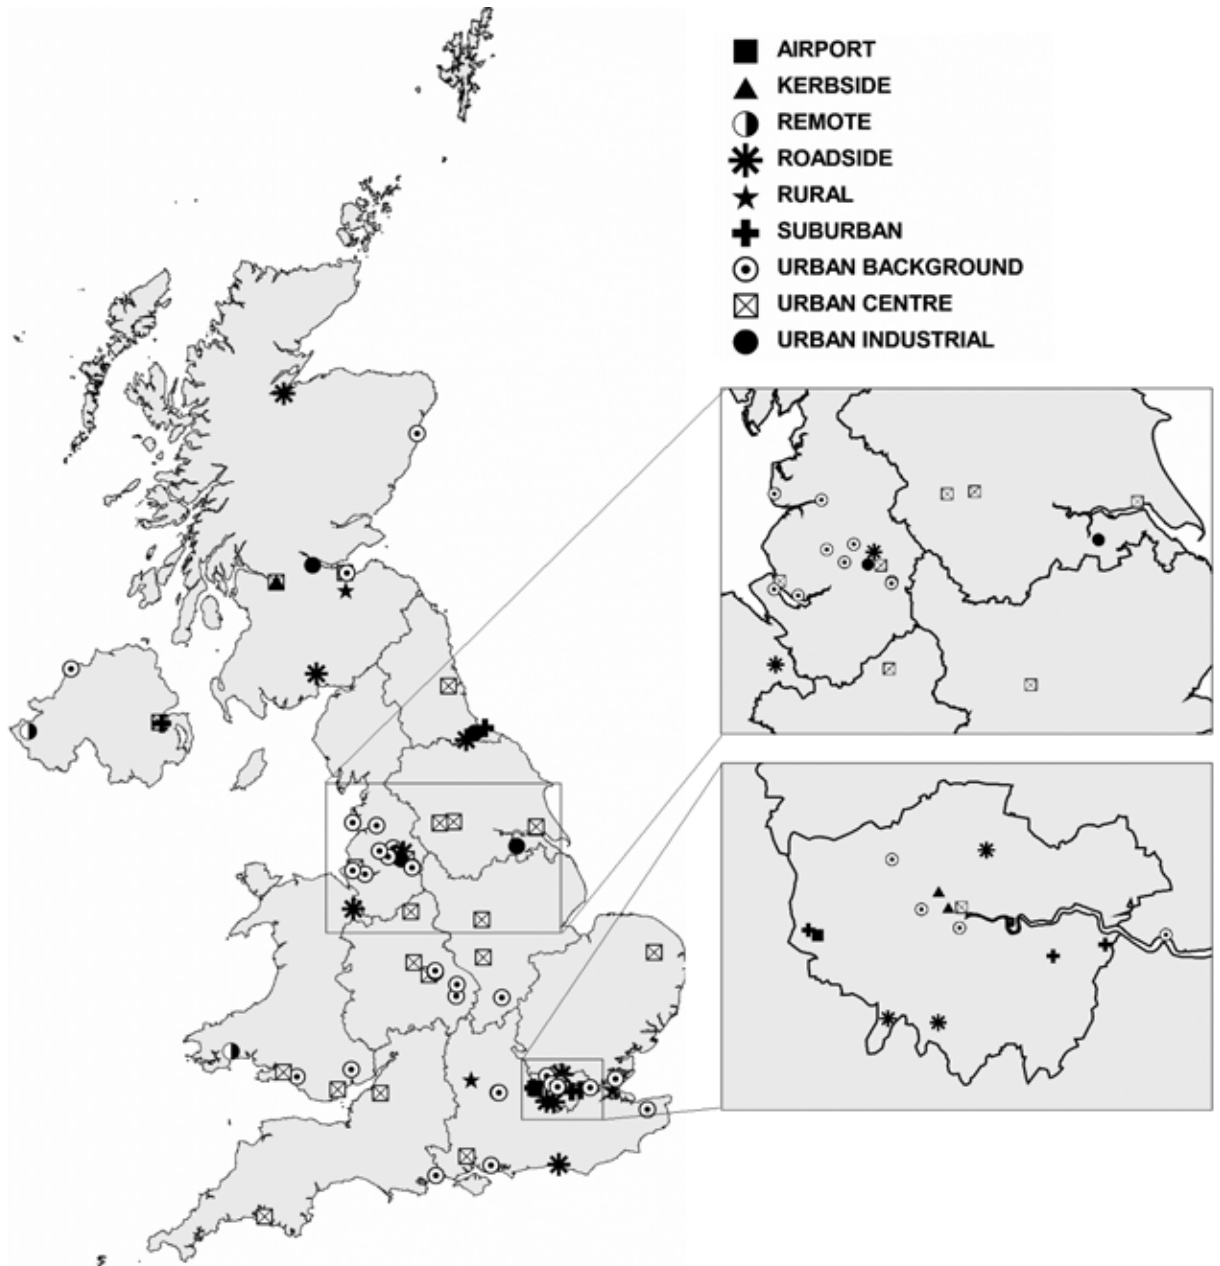 AIRPORT
KERBSIDE
REMOTE
ROADSIDE
RURAL
SUBURBAN
URBAN BACKGROUND
URBAN CENTRE
URBAN INDUSTRIAL